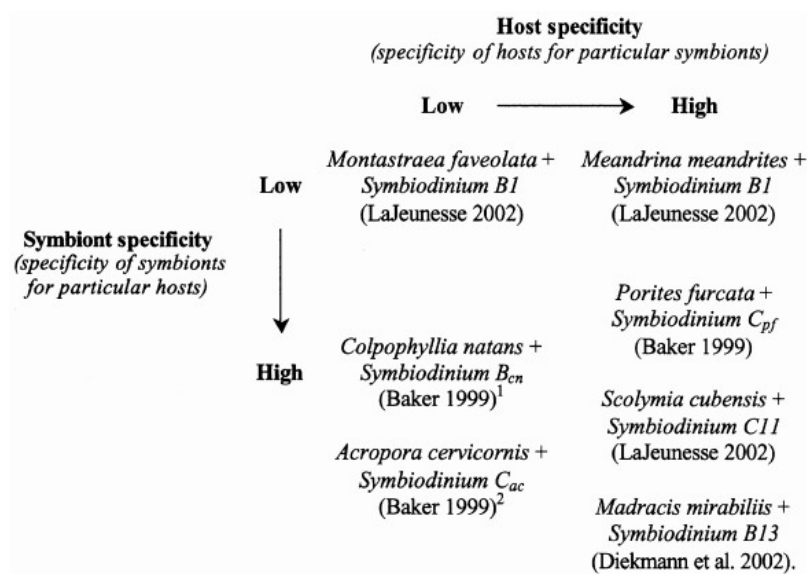 Host specificity
(specificity of hosts for particular symbionts)
Low
High
Symbiont specificity
(specificity of symbionts
for particular hosts)
Low
Montastraea faveolata +
Symbiodinium B1
(LaJeunesse 2002)
Meandrina meandrites +
Symbiodinium B1
(LaJeunesse 2002)
High
Colpophyllia natans +
Symbiodinium Bcn
(Baker 1999)1
Acropora cervicornis +
Symbiodinium Cac
(Baker 1999)2
Porites furcata +
Symbiodinium Cpf
(Baker 1999)
Scolymia cubensis +
Symbiodinium C11
(LaJeunesse 2002)
Madracis mirabiliis +
Symbiodinium B13
(Diekmann et al. 2002).